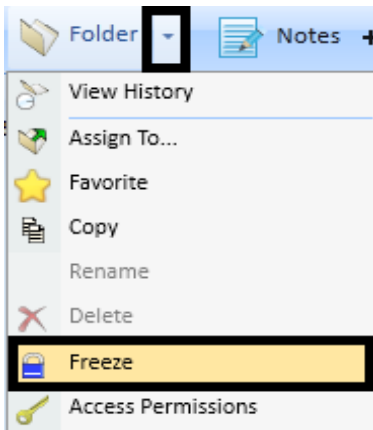 Folder Notes
View History
Assign To...
Favorite
Copy
Rename
Delete
Freeze
Access Permissions